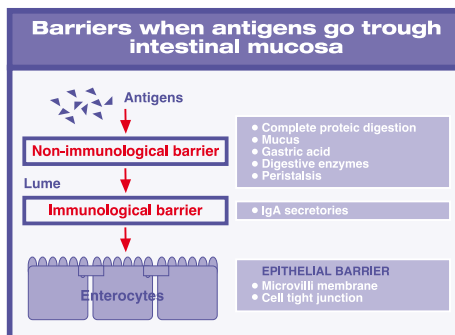 Barriers when antigens go trough
intestinal mucosa
Antigens
Non-immunological barrier
• Complete proteic digestion
• Mucus
• Gastric acid
• Digestive enzymes
• Peristalsis
Lume
Immunological barrier
• IgA secretories
Enterocytes
EPITHELIAL BARRIER
• Microvilli membrane
• Cell tight junction